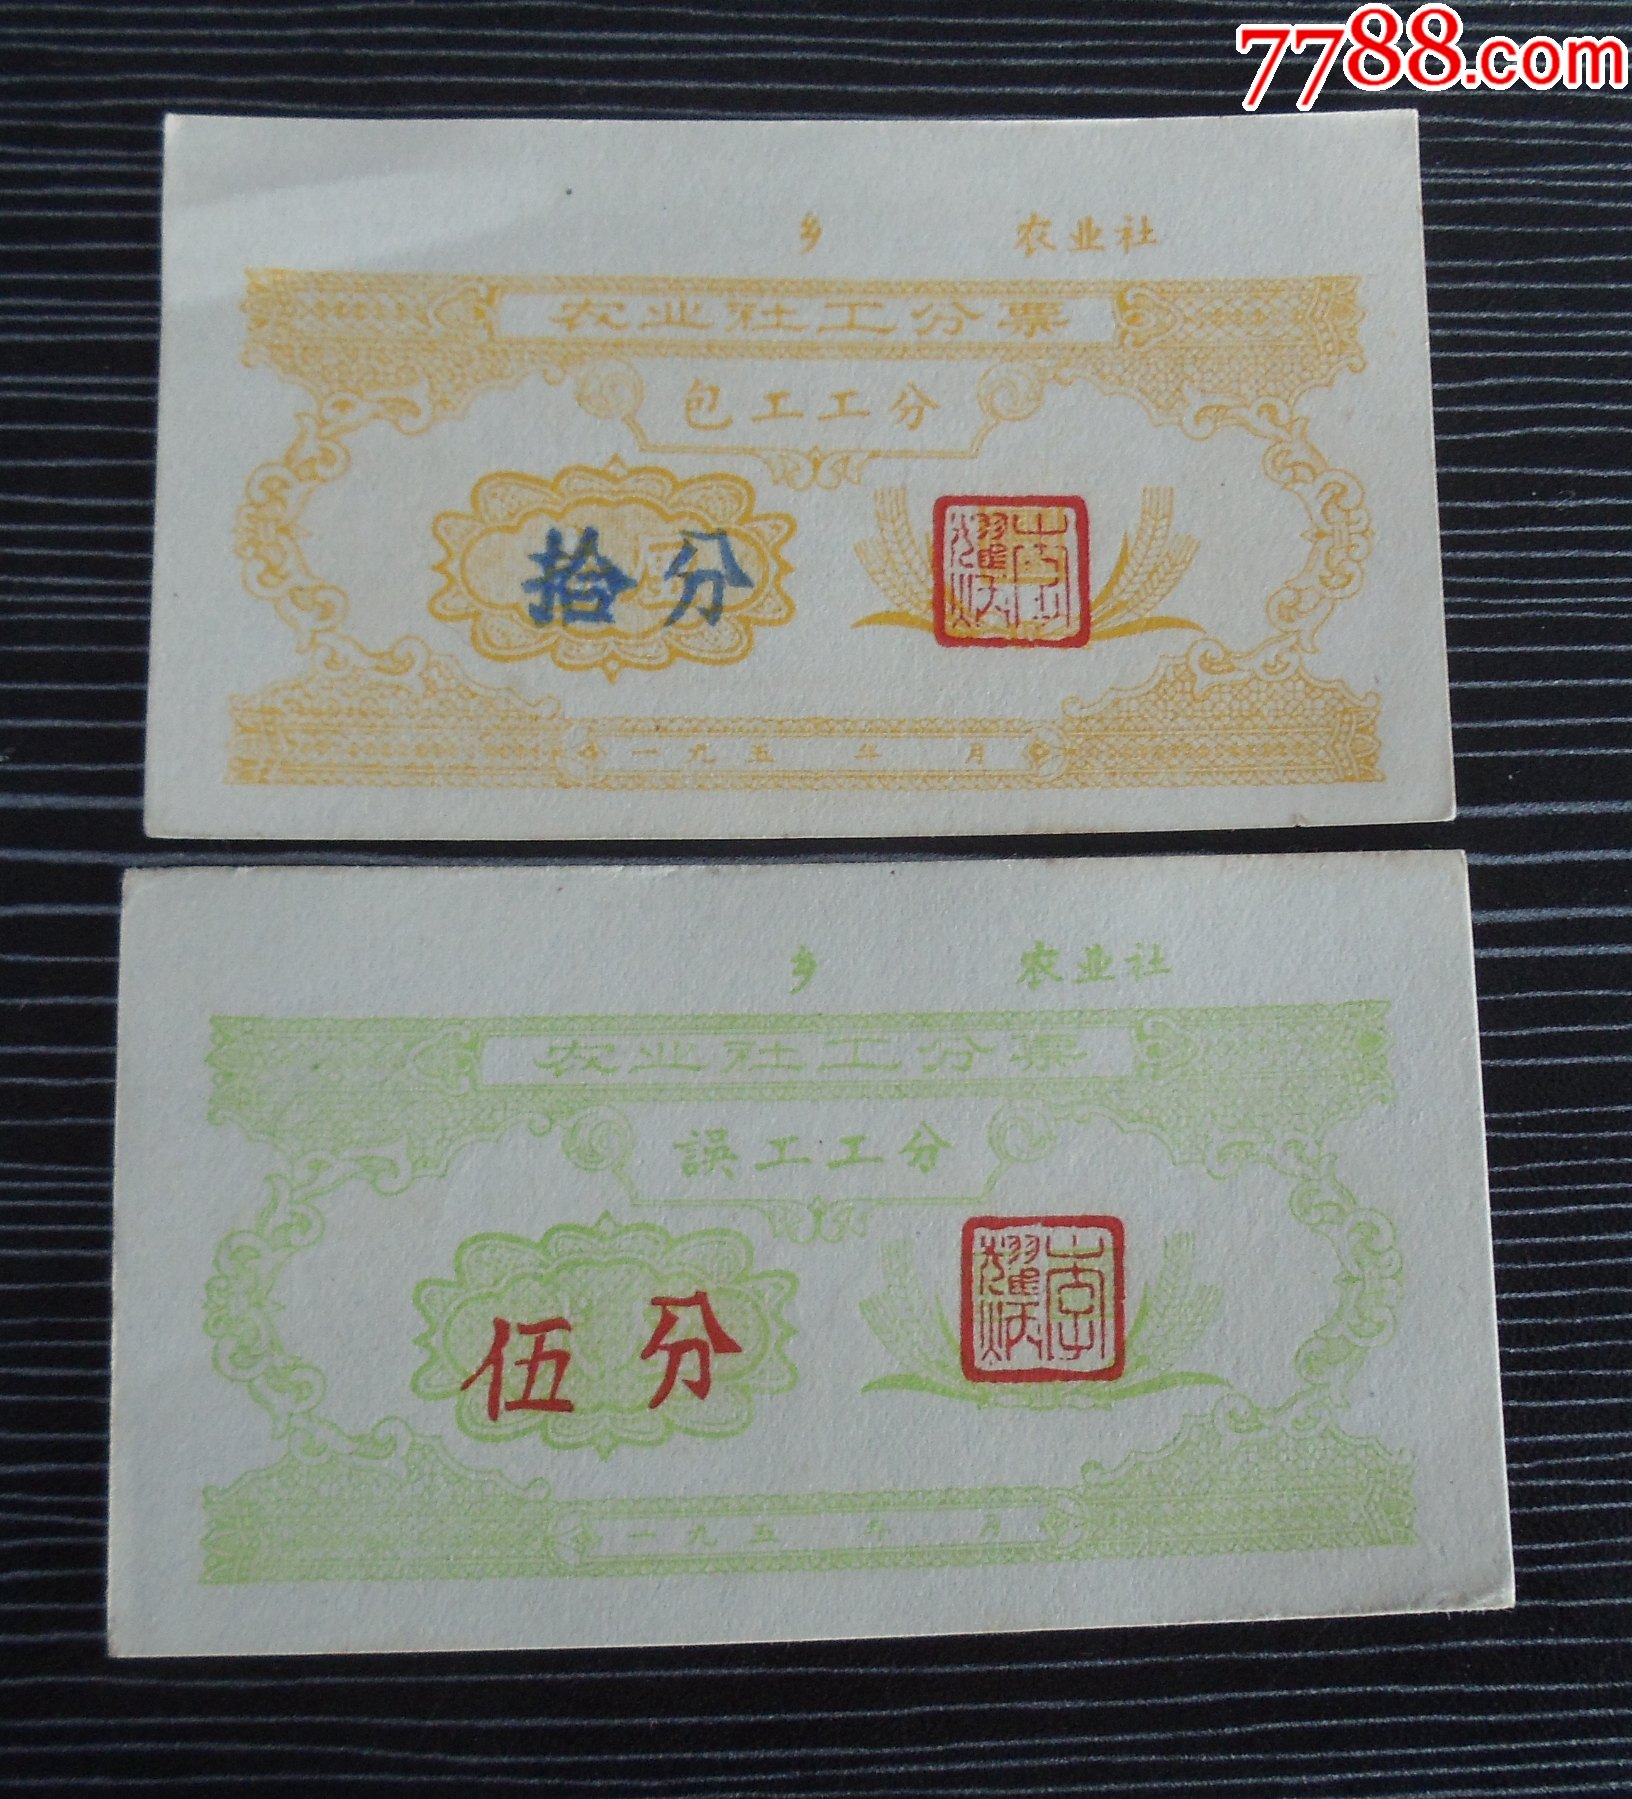 7788.com
乡 农业社
农业社工分票
包工工分
拾分
一九五 年 月
乡 农业社
农业社工分票
誤工工分
伍分
一九五 年 月